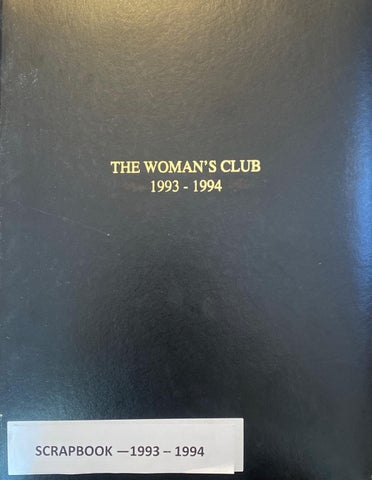 THE WOMAN'S CLUB
1993 - 1994
SCRAPBOOK —1993 – 1994